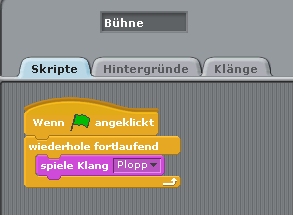 Bühne
Skripte Hintergründe Klänge
Wenn angeklickt
wiederhole fortlaufend
spiele Klang Plopp